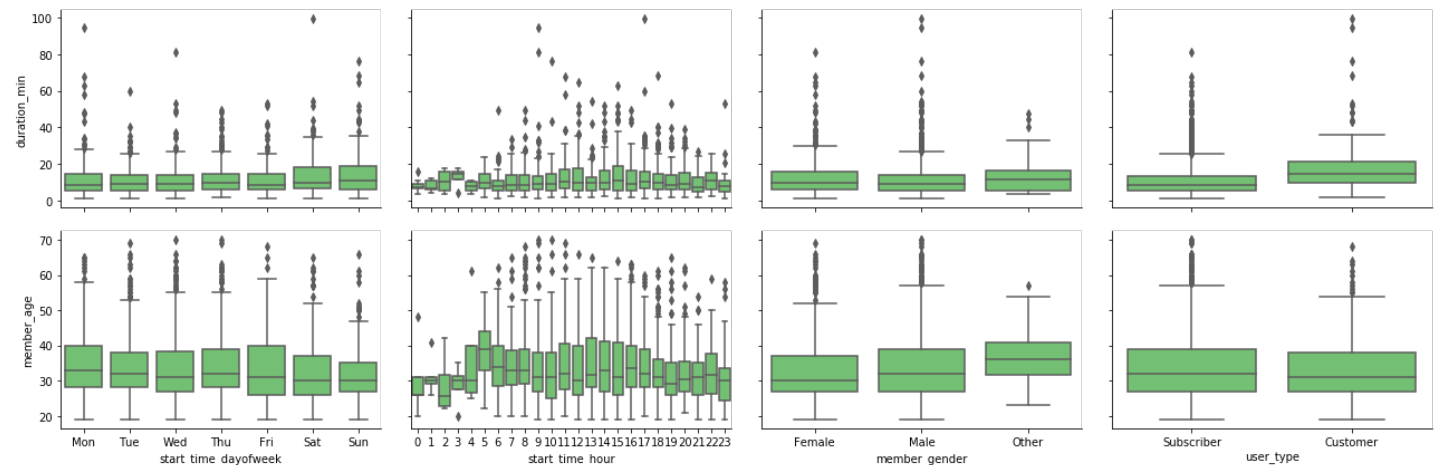 100
80
60
40
20
0
duration_min
70
60
50
40
30
20
member_age
Mon Tue Wed Thu Fri Sat Sun
start_time_dayofweek
0 1 2 3 4 5 6 7 8 9 10 11 12 13 14 15 16 17 18 19 20 21 22 23
start_time_hour
Female Male Other
member_gender
Subscriber Customer
user_type